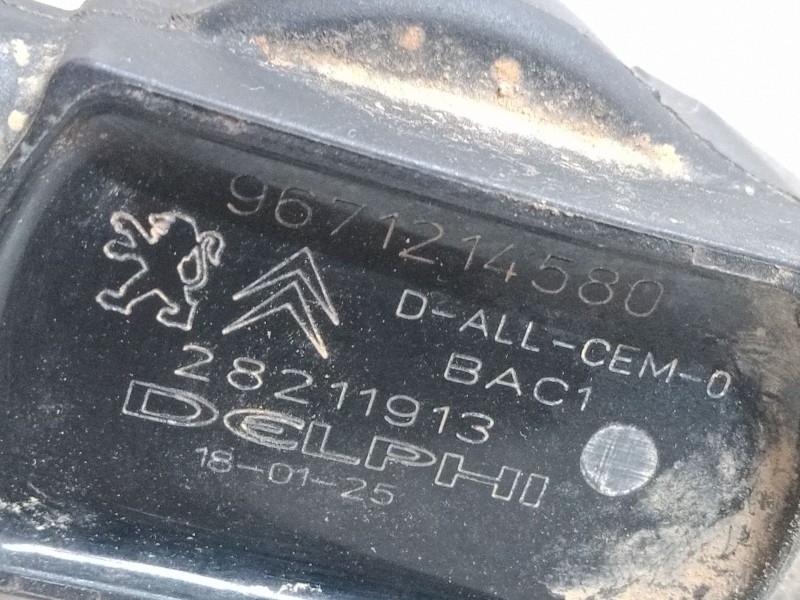 9671214580
D-ALL-CEM-0
BAC1
28211913
DELPHI
18-01-25